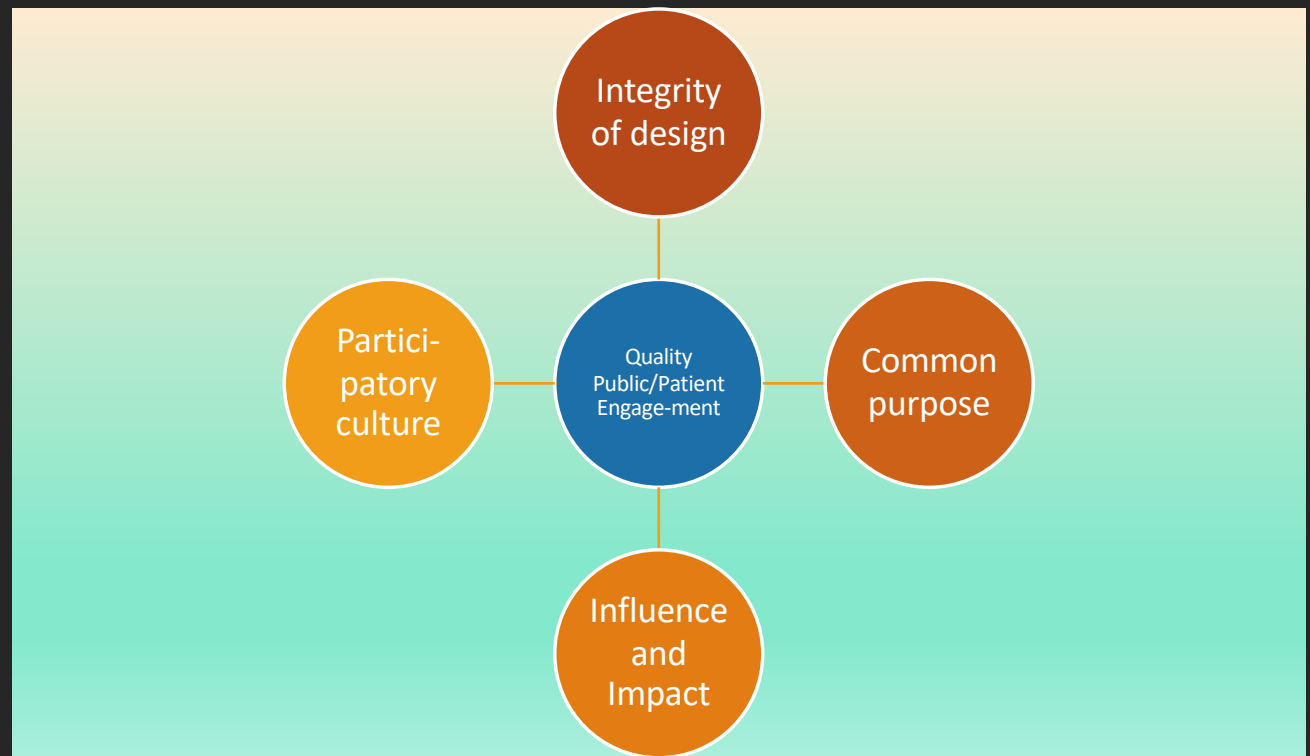 Integrity
of design
Partici-
patory
culture
Quality
Public/Patient
Engage-ment
Common
purpose
Influence
and
Impact